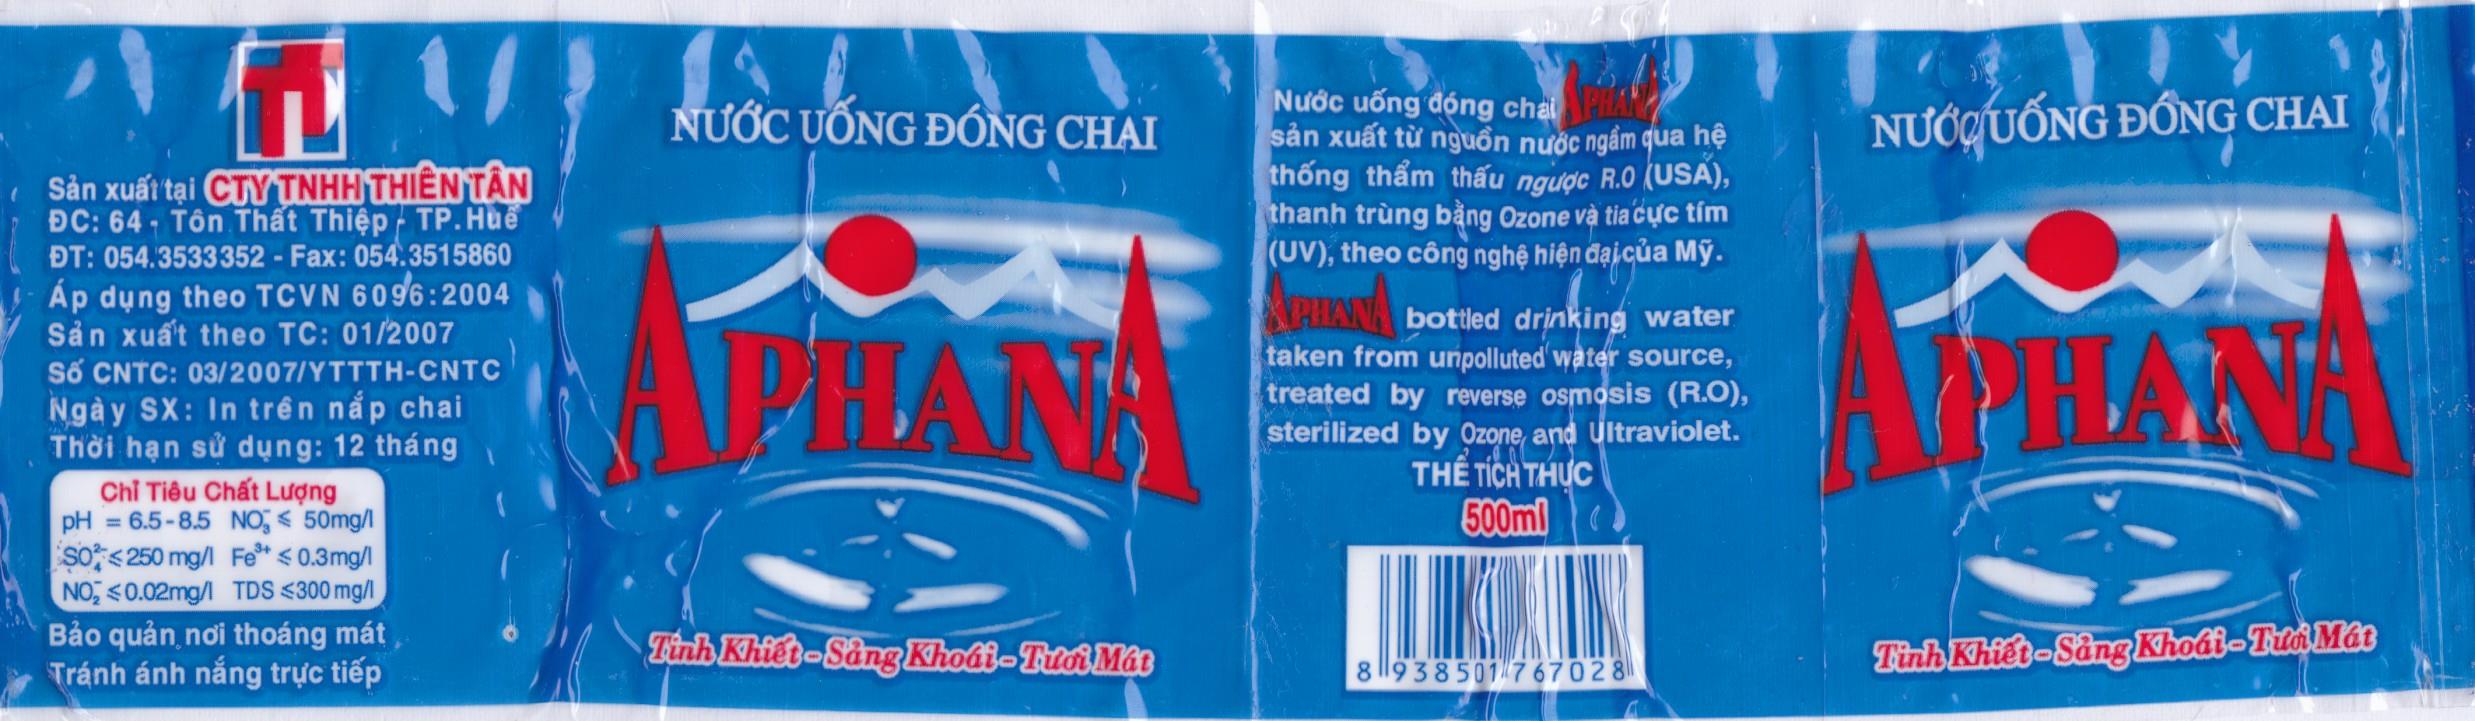 Sản xuất tại CTY TNHH THIÊN TÂN
ĐC: 64 - Tôn Thất Thiệp - TP.Huế
ĐT: 054.3533352 - Fax: 054.3515860
Áp dụng theo TCVN 6096:2004
Sản xuất theo TC: 01/2007
Số CNTC: 03/2007/YTTTH-CNTC
Ngày SX: In trên nắp chai
Thời hạn sử dụng: 12 tháng
Chỉ Tiêu Chất Lượng
pH = 6.5-8.5 NO₃⁻ ≤ 50mg/l
SO₄²⁻ ≤ 250 mg/l Fe³⁺ ≤ 0.3mg/l
NO₂⁻ ≤ 0.02mg/l TDS ≤ 300 mg/l
Bảo quản nơi thoáng mát
Tránh ánh nắng trực tiếp
NƯỚC UỐNG ĐÓNG CHAI
APHANA
Tinh Khiết - Sảng Khoái - Tươi Mát
Nước uống đóng chai APHANA
sản xuất từ nguồn nước ngầm qua hệ
thống thẩm thấu ngược R.O (USA),
thanh trùng bằng Ozone và tia cực tím
(UV), theo công nghệ hiện đại của Mỹ.
APHANA bottled drinking water
taken from unpolluted water source,
treated by reverse osmosis (R.O),
sterilized by Ozone and Ultraviolet.
THỂ TÍCH THỰC
500ml
8 938501 767028
NƯỚC UỐNG ĐÓNG CHAI
APHANA
Tinh Khiết - Sảng Khoái - Tươi Mát